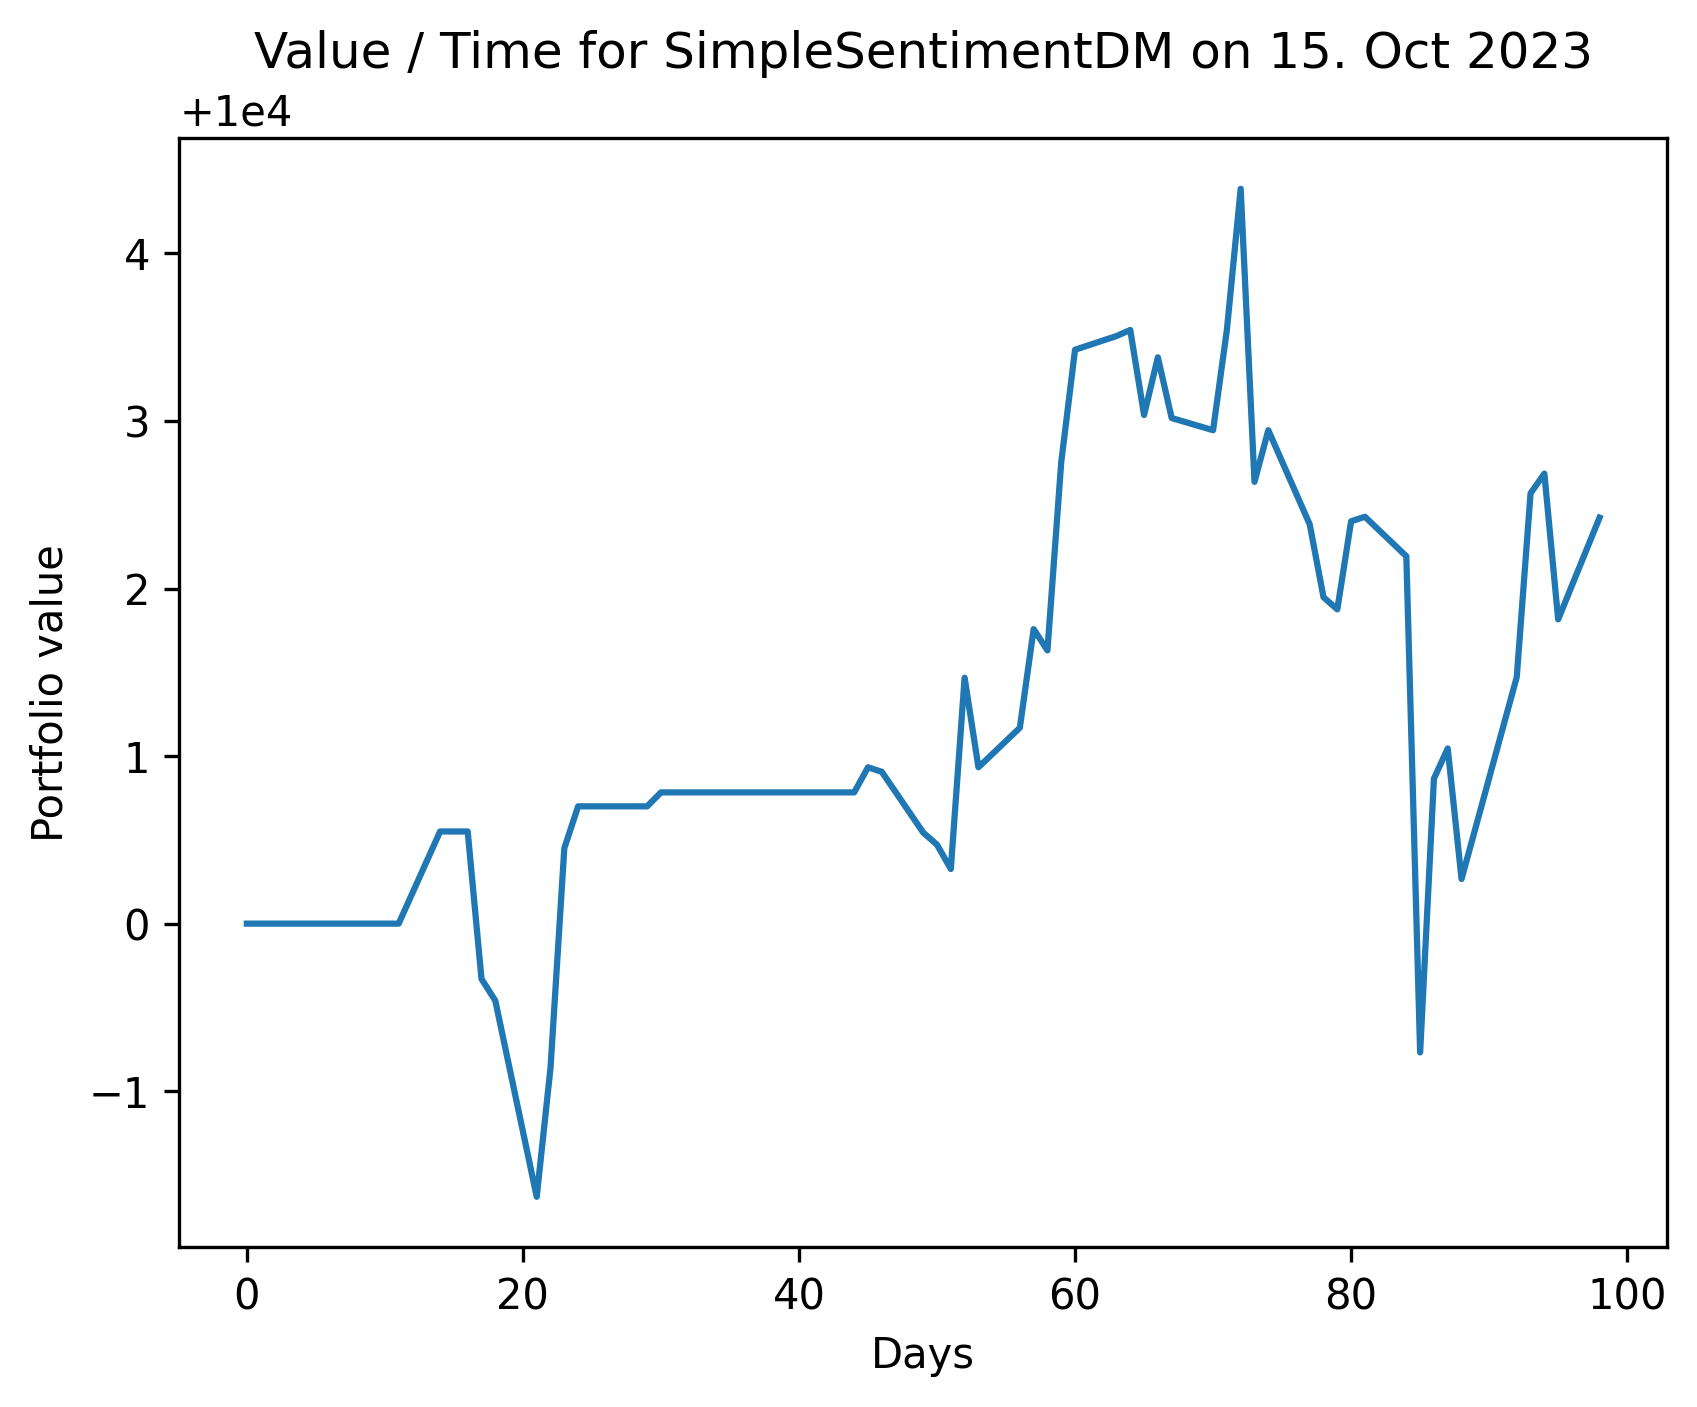 Value / Time for SimpleSentimentDM on 15. Oct 2023
+1e4
4
3
2
1
0
−1
Portfolio value
0 20 40 60 80 100
Days